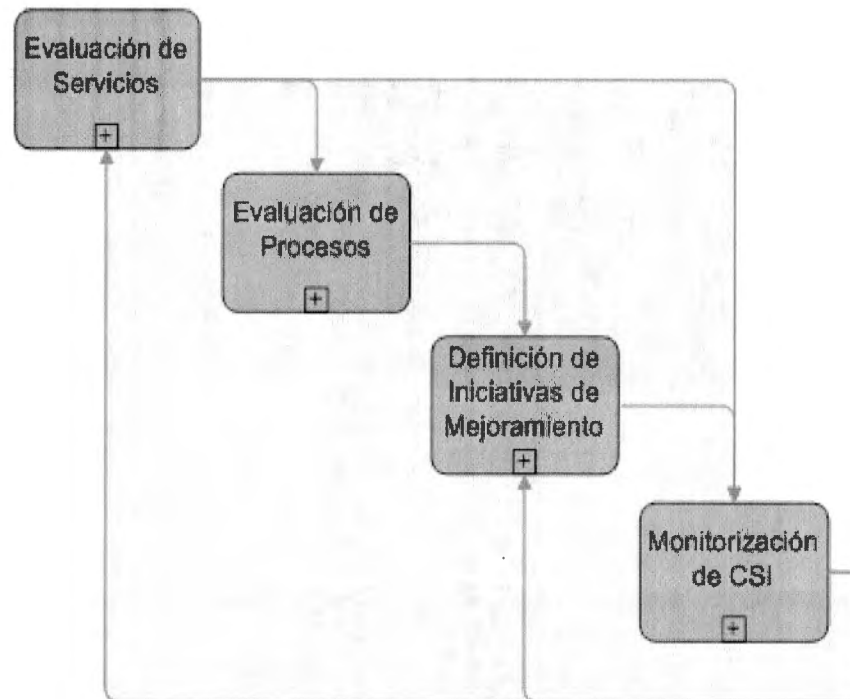 Evaluación de
Servicios
+
Evaluación de
Procesos
+
Definición de
Iniciativas de
Mejoramiento
+
Monitorización
de CSI
+